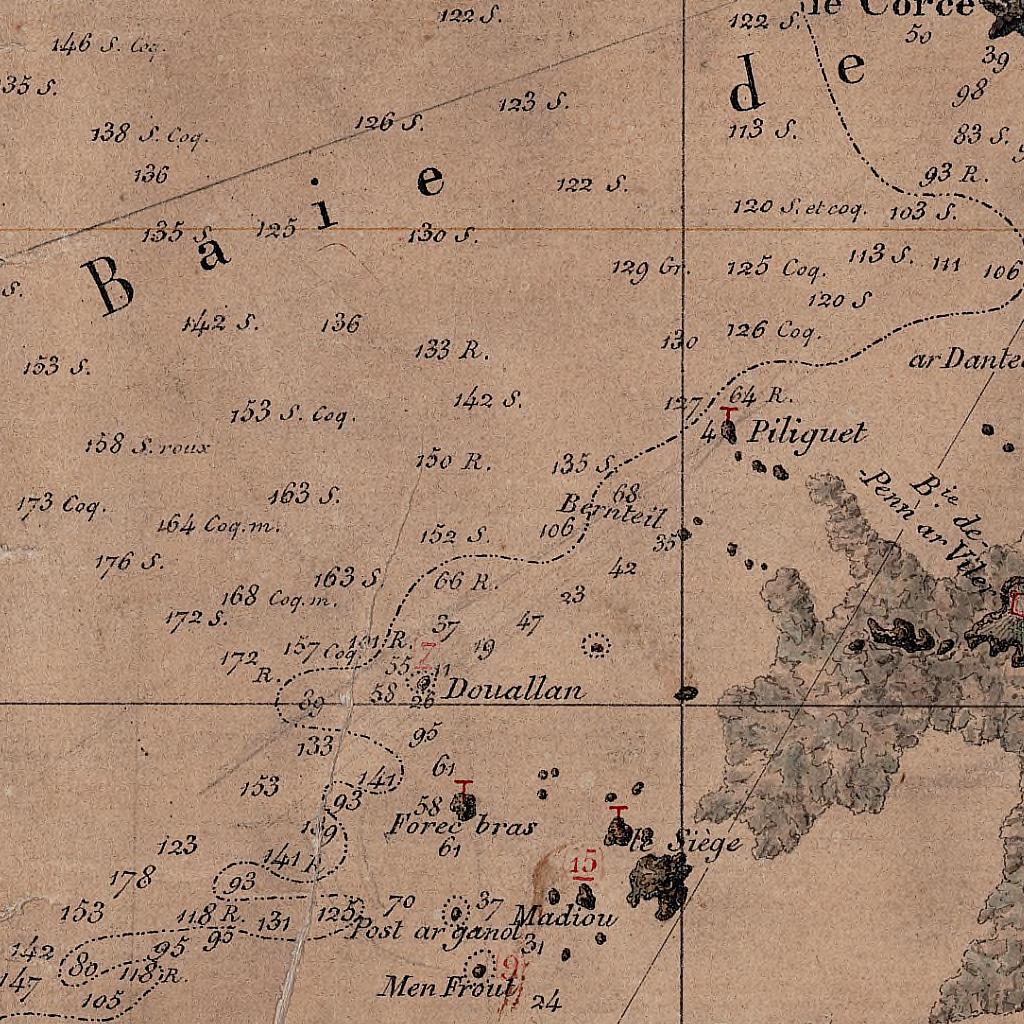 122 S.
le Corce
122 S.
50
146 S. Coq.
39
de
35 S.
98
123 S.
126 S.
113 S.
83 S.
138 S. Coq.
136
93 R.
122 S.
Baie
120 S. et coq.
103 S.
135 S.
125
130 S.
113 S.
111
106
129 Gr.
125 Coq.
S.
120 S
142 S.
136
126 Coq.
130
133 R.
153 S.
ar Dante
64 R.
142 S.
127
153 S. Coq.
4
Piliguet
158 S. roux
150 R.
135 S.
68
163 S.
173 Coq.
Bie de
Penn ar Viler
Bernteil
164 Coq. m.
106
152 S.
35
176 S.
42
163 S.
66 R.
168 Coq. m.
23
172 S.
37
47
157 Coq.
R.
19
172 R.
55
7
11
58
Douallan
39
26
133
95
61
141
153
93
58
Forec bras
139
61
le Siège
123
141 R
15
178
93
153
118 R.
131
125
70
37
Madiou
Post ar ganol
142
95
95
31
80
118 R.
9
147
Men Frout
105
24